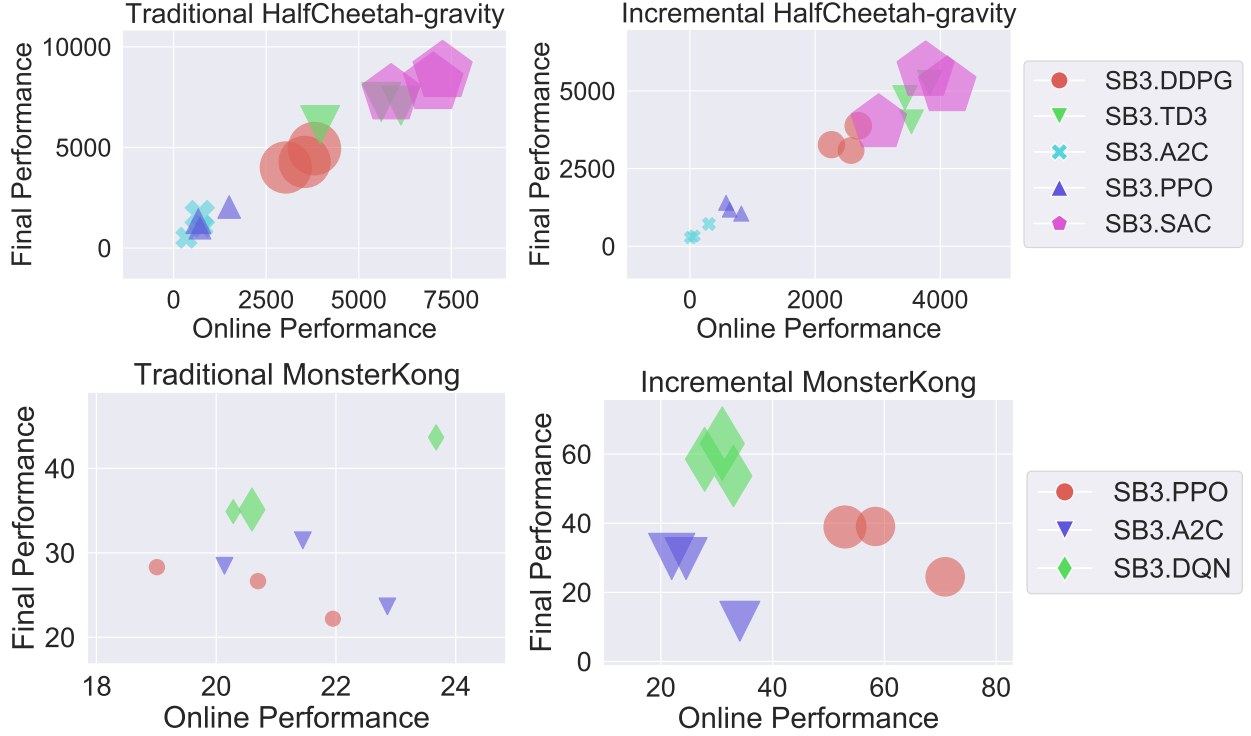 Traditional HalfCheetah-gravity
Final Performance
10000
5000
0
0 2500 5000 7500
Online Performance
Incremental HalfCheetah-gravity
Final Performance
5000
2500
0
0 2000 4000
Online Performance
SB3.DDPG
SB3.TD3
SB3.A2C
SB3.PPO
SB3.SAC
Traditional MonsterKong
Final Performance
40
30
20
18 20 22 24
Online Performance
Incremental MonsterKong
Final Performance
60
40
20
0
20 40 60 80
Online Performance
SB3.PPO
SB3.A2C
SB3.DQN